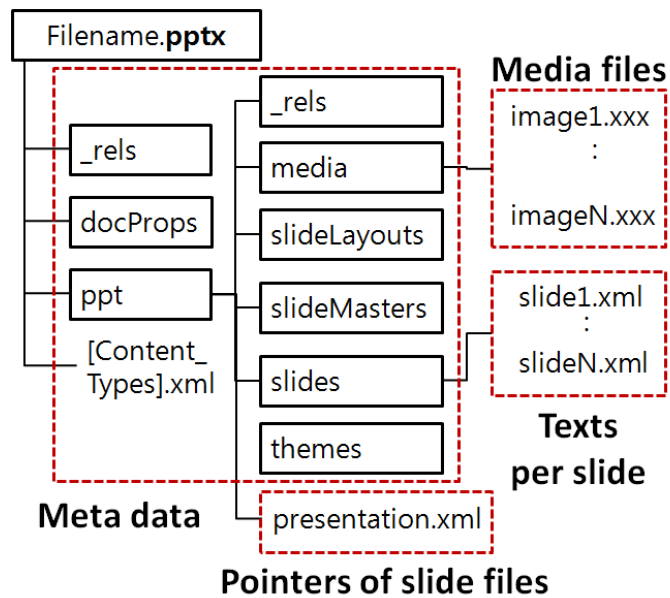 Filename.pptx
_rels
docProps
ppt
[Content_
Types].xml
_rels
media
slideLayouts
slideMasters
slides
themes
presentation.xml
Media files
image1.xxx
:
imageN.xxx
slide1.xml
:
slideN.xml
Texts
per slide
Meta data
Pointers of slide files